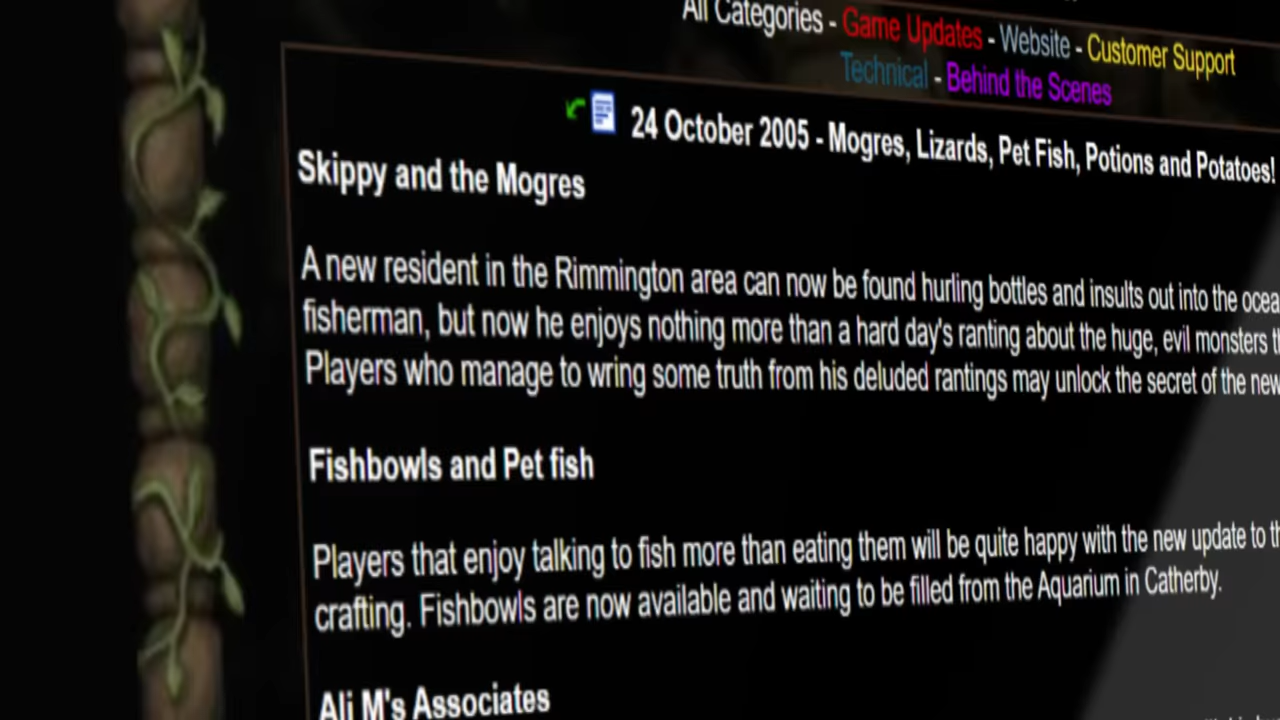 All Categories - Game Updates - Website - Customer Support
Technical - Behind the Scenes
24 October 2005 - Mogres, Lizards, Pet Fish, Potions and Potatoes!
Skippy and the Mogres
A new resident in the Rimmington area can now be found hurling bottles and insults out into the
fisherman, but now he enjoys nothing more than a hard day's ranting about the huge, evil monsters
Players who manage to wring some truth from his deluded rantings may unlock the secret of the new
Fishbowls and Pet fish
Players that enjoy talking to fish more than eating them will be quite happy with the new update to
crafting. Fishbowls are now available and waiting to be filled from the Aquarium in Catherby.
Ali M's Associates